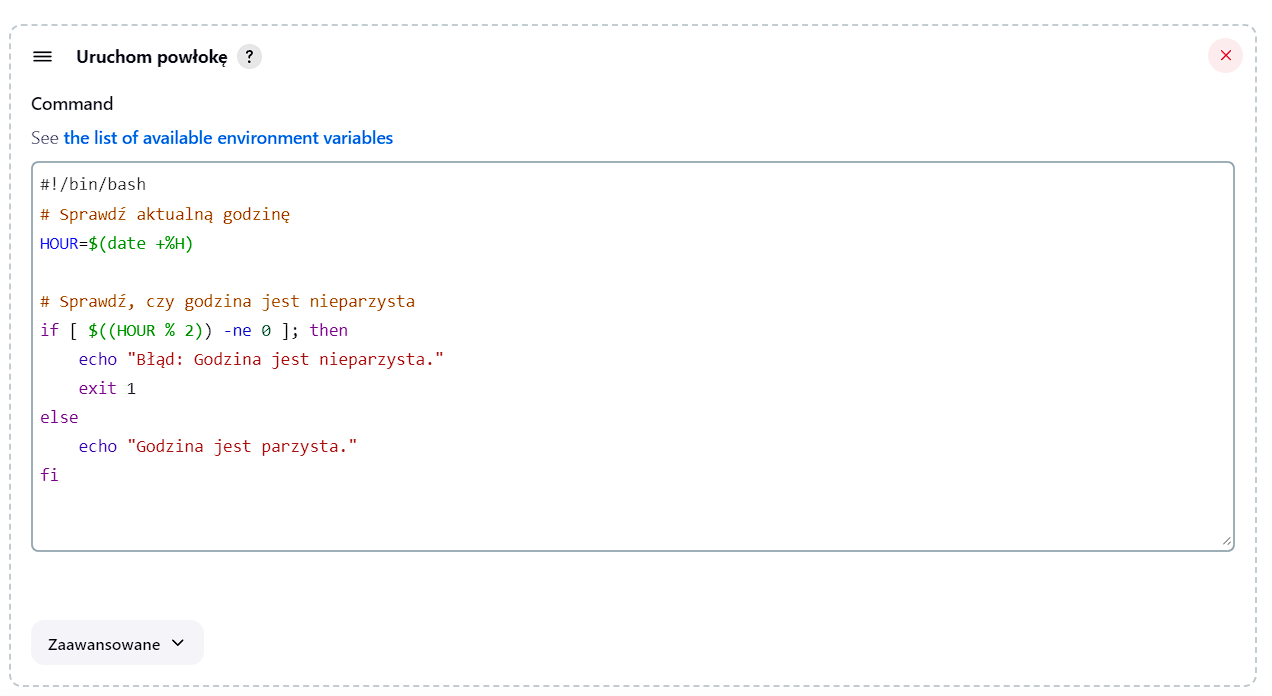 Uruchom powłokę ?
Command
See the list of available environment variables
#!/bin/bash
# Sprawdź aktualną godzinę
HOUR=$(date +%H)
# Sprawdź, czy godzina jest nieparzysta
if [ $((HOUR % 2)) -ne 0 ]; then
    echo "Błąd: Godzina jest nieparzysta."
    exit 1
else
    echo "Godzina jest parzysta."
fi
Zaawansowane